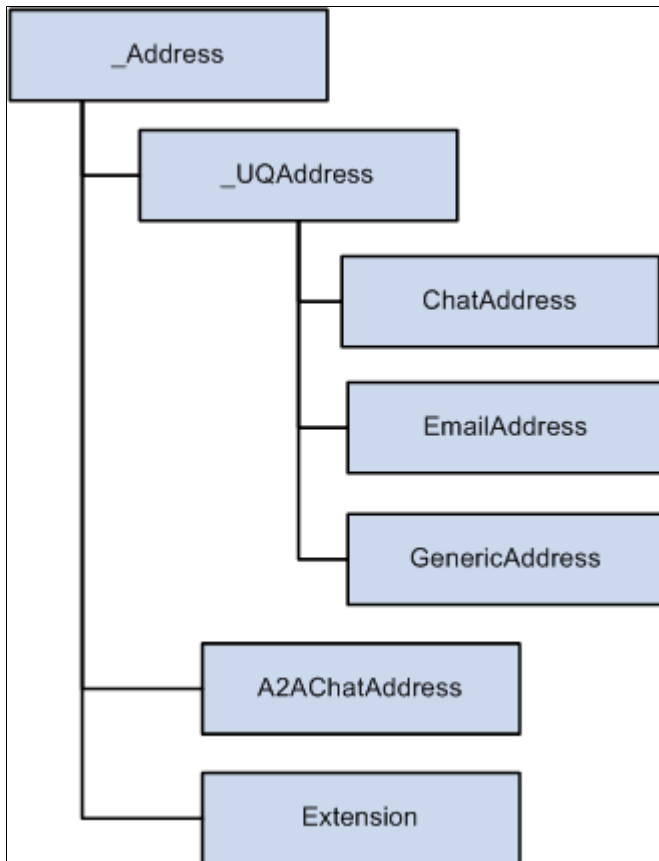 _Address
_UQAddress
ChatAddress
EmailAddress
GenericAddress
A2AChatAddress
Extension